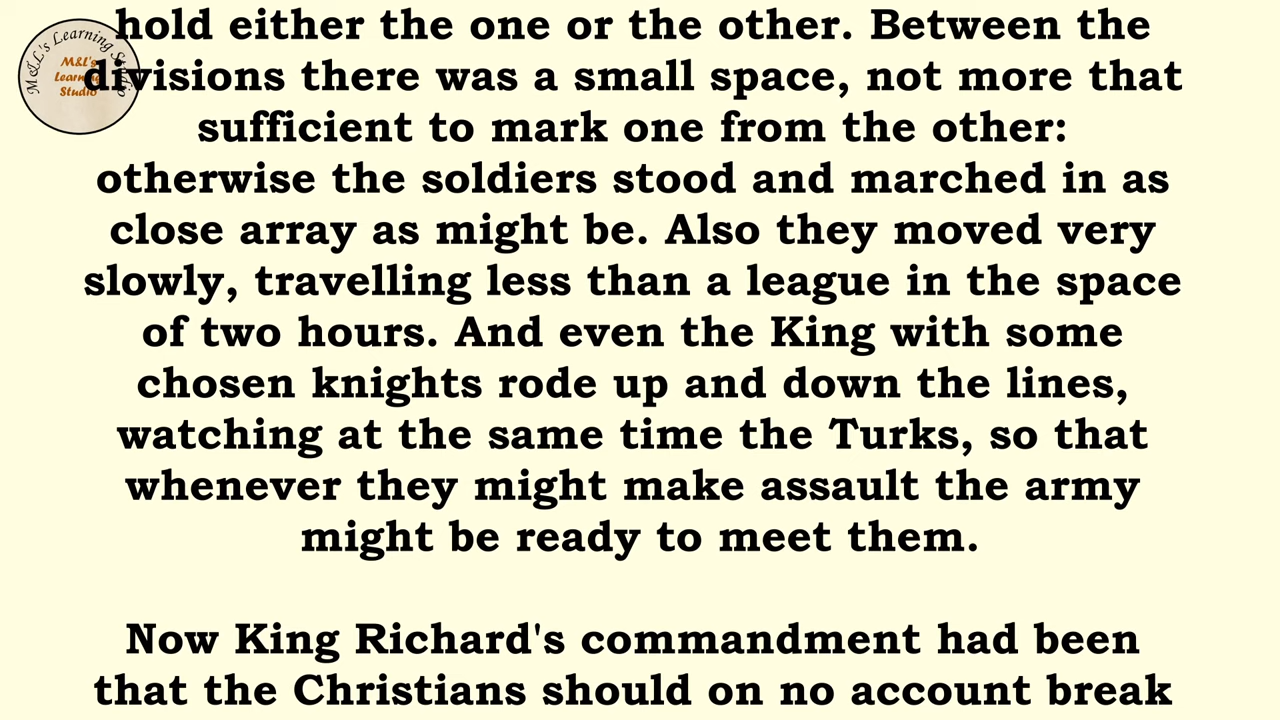 hold either the one or the other. Between the
divisions there was a small space, not more that
sufficient to mark one from the other:
otherwise the soldiers stood and marched in as
close array as might be. Also they moved very
slowly, travelling less than a league in the space
of two hours. And even the King with some
chosen knights rode up and down the lines,
watching at the same time the Turks, so that
whenever they might make assault the army
might be ready to meet them.
Now King Richard's commandment had been
that the Christians should on no account break
M&L's Learning Studio
M&L's
Learning
Studio